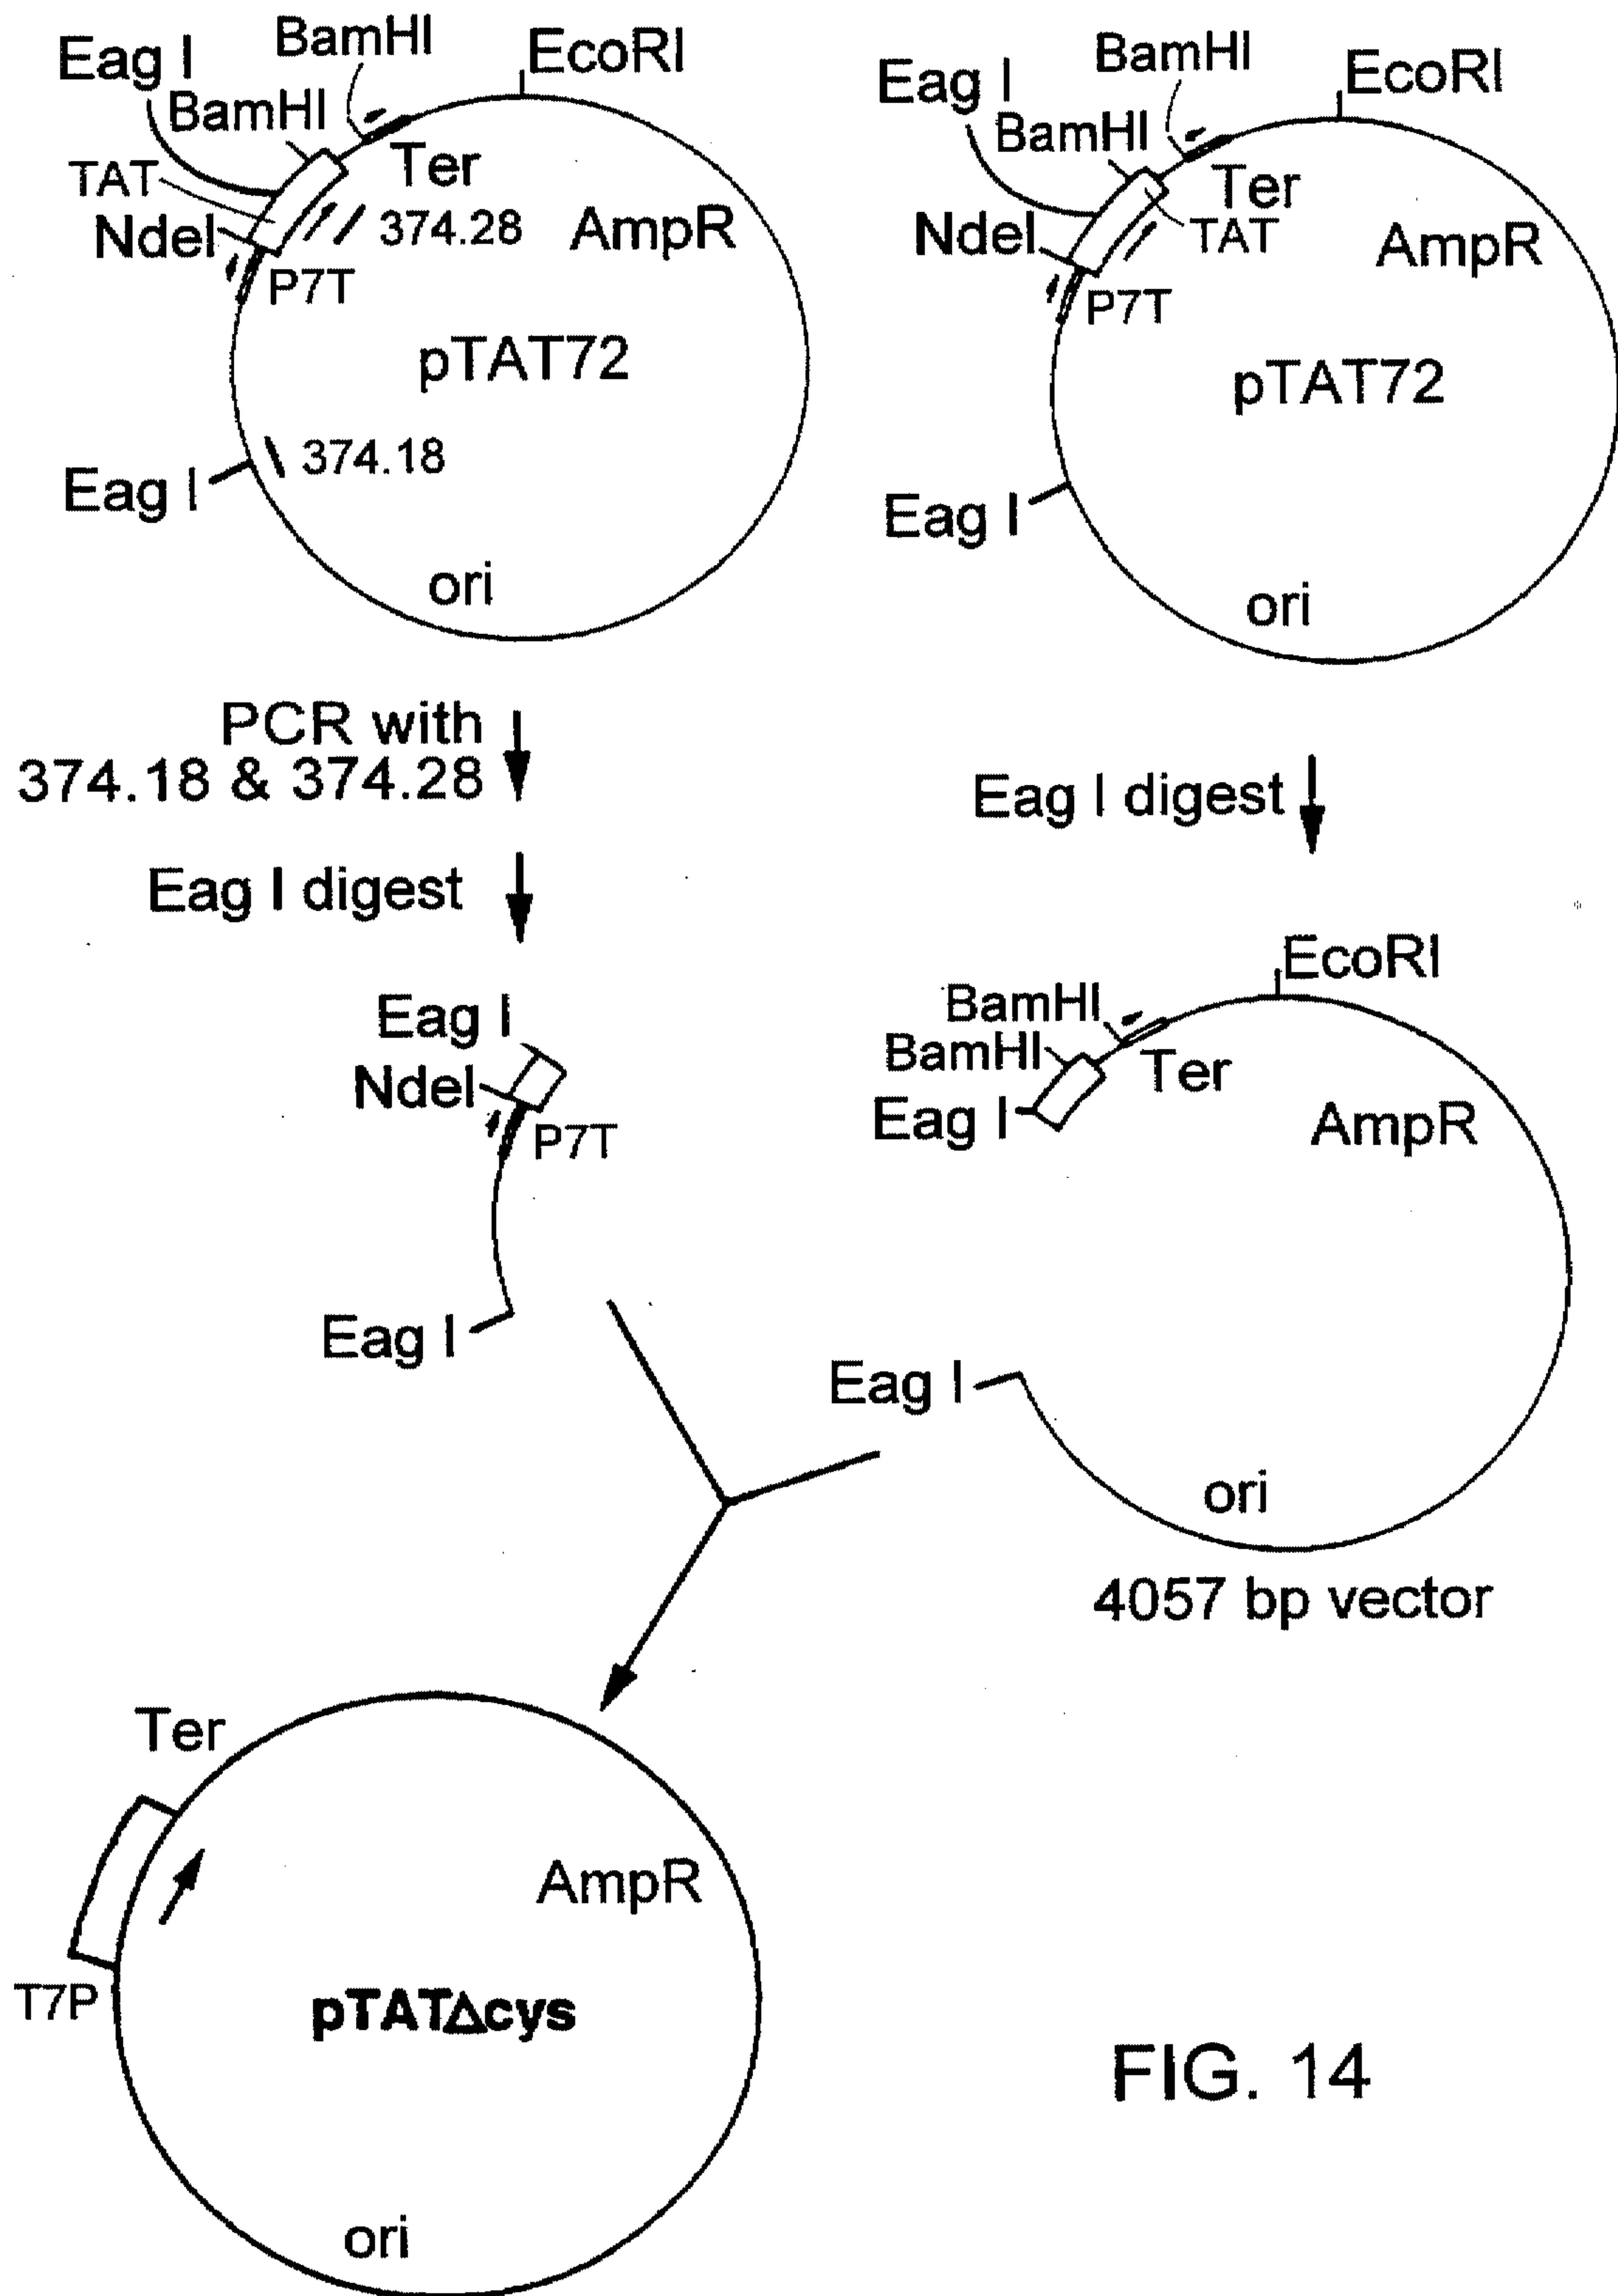 Eag I
BamHI
EcoRI
BamHI
TAT
Ter
NdeI
374.28
AmpR
P7T
pTAT72
374.18
Eag I
ori
Eag I
BamHI
EcoRI
BamHI
Ter
NdeI
TAT
AmpR
P7T
pTAT72
Eag I
ori
PCR with
374.18 & 374.28
Eag I digest
Eag I digest
Eag I
NdeI
P7T
Eag I
EcoRI
BamHI
BamHI
Ter
Eag I
AmpR
Eag I
ori
4057 bp vector
Ter
AmpR
T7P
pTATΔcys
ori
FIG. 14